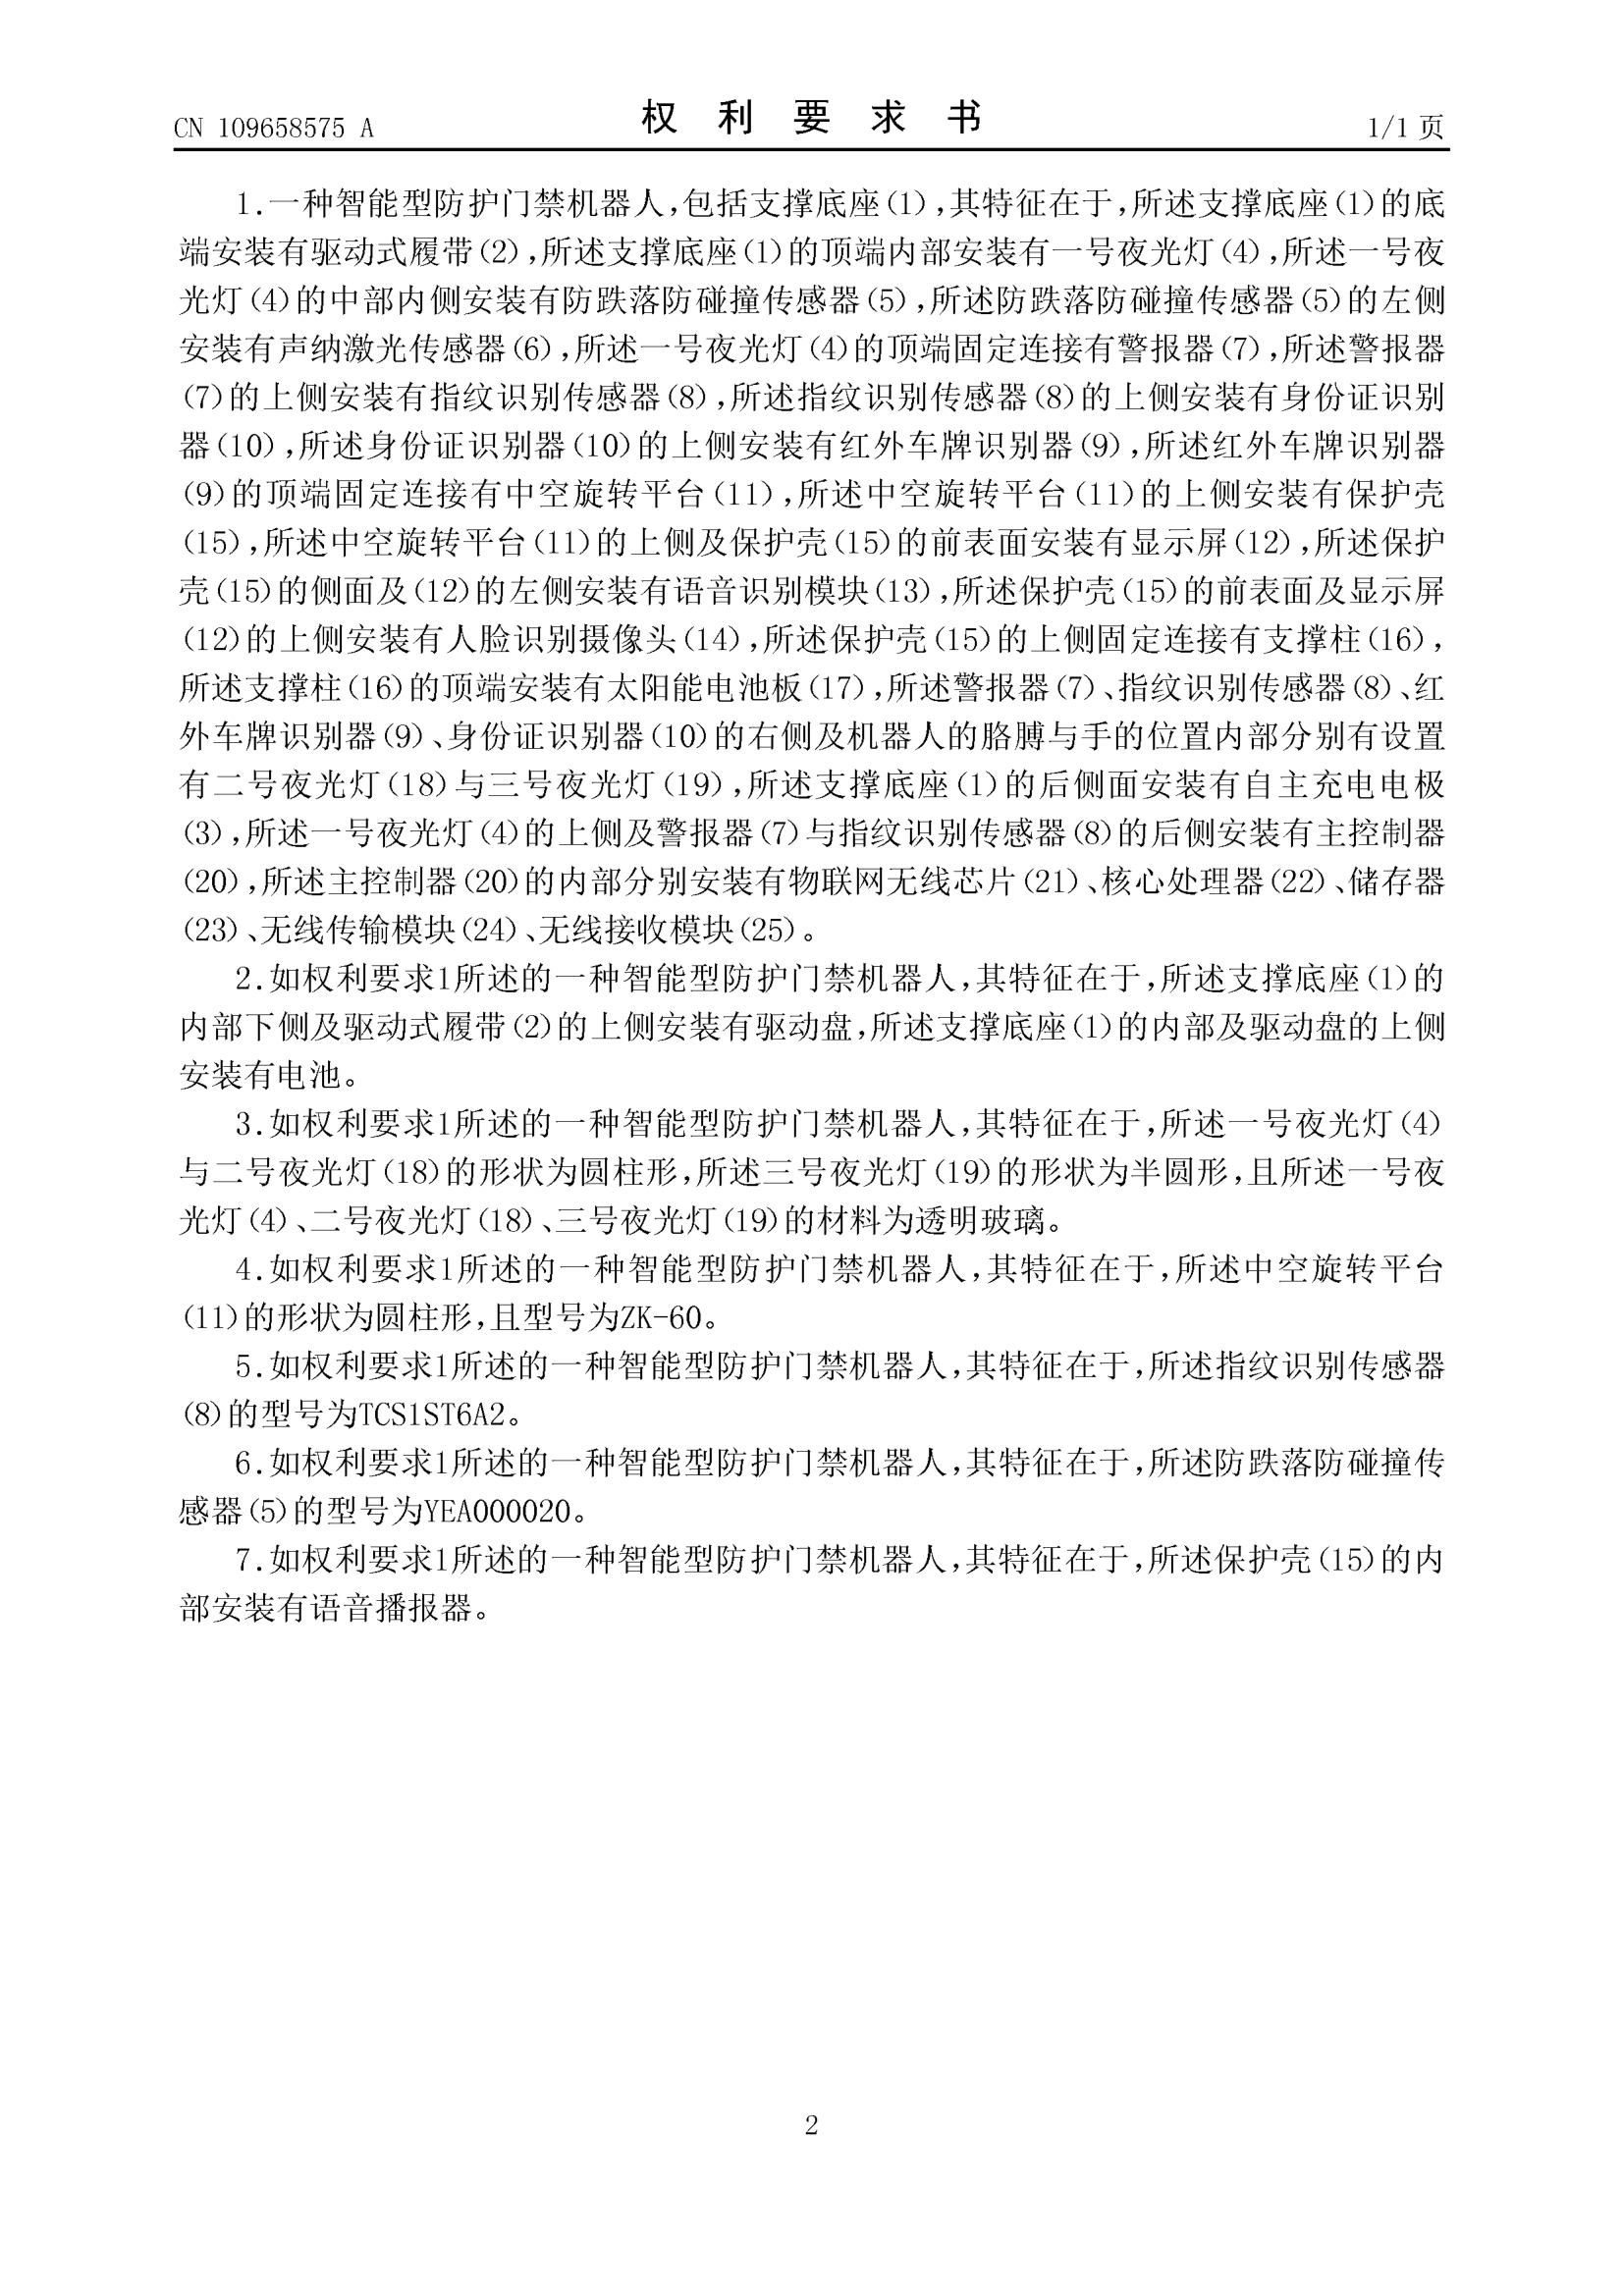 CN 109658575 A
权利要求书
1/1 页
1.一种智能型防护门禁机器人,包括支撑底座(1),其特征在于,所述支撑底座(1)的底
端安装有驱动式履带(2),所述支撑底座(1)的顶端内部安装有一号夜光灯(4),所述一号夜
光灯(4)的中部内侧安装有防跌落防碰撞传感器(5),所述防跌落防碰撞传感器(5)的左侧
安装有声纳激光传感器(6),所述一号夜光灯(4)的顶端固定连接有警报器(7),所述警报器
(7)的上侧安装有指纹识别传感器(8),所述指纹识别传感器(8)的上侧安装有身份证识别
器(10),所述身份证识别器(10)的上侧安装有红外车牌识别器(9),所述红外车牌识别器
(9)的顶端固定连接有中空旋转平台(11),所述中空旋转平台(11)的上侧安装有保护壳
(15),所述中空旋转平台(11)的上侧及保护壳(15)的前表面安装有显示屏(12),所述保护
壳(15)的侧面及(12)的左侧安装有语音识别模块(13),所述保护壳(15)的前表面及显示屏
(12)的上侧安装有人脸识别摄像头(14),所述保护壳(15)的上侧固定连接有支撑柱(16),
所述支撑柱(16)的顶端安装有太阳能电池板(17),所述警报器(7)、指纹识别传感器(8)、红
外车牌识别器(9)、身份证识别器(10)的右侧及机器人的胳膊与手的位置内部分别有设置
有二号夜光灯(18)与三号夜光灯(19),所述支撑底座(1)的后侧面安装有自主充电电极
(3),所述一号夜光灯(4)的上侧及警报器(7)与指纹识别传感器(8)的后侧安装有主控制器
(20),所述主控制器(20)的内部分别安装有物联网无线芯片(21)、核心处理器(22)、储存器
(23)、无线传输模块(24)、无线接收模块(25)。
2.如权利要求1所述的一种智能型防护门禁机器人,其特征在于,所述支撑底座(1)的
内部下侧及驱动式履带(2)的上侧安装有驱动盘,所述支撑底座(1)的内部及驱动盘的上侧
安装有电池。
3.如权利要求1所述的一种智能型防护门禁机器人,其特征在于,所述一号夜光灯(4)
与二号夜光灯(18)的形状为圆柱形,所述三号夜光灯(19)的形状为半圆形,且所述一号夜
光灯(4)、二号夜光灯(18)、三号夜光灯(19)的材料为透明玻璃。
4.如权利要求1所述的一种智能型防护门禁机器人,其特征在于,所述中空旋转平台
(11)的形状为圆柱形,且型号为ZK-60。
5.如权利要求1所述的一种智能型防护门禁机器人,其特征在于,所述指纹识别传感器
(8)的型号为TCS1ST6A2。
6.如权利要求1所述的一种智能型防护门禁机器人,其特征在于,所述防跌落防碰撞传
感器(5)的型号为YEA000020。
7.如权利要求1所述的一种智能型防护门禁机器人,其特征在于,所述保护壳(15)的内
部安装有语音播报器。
2